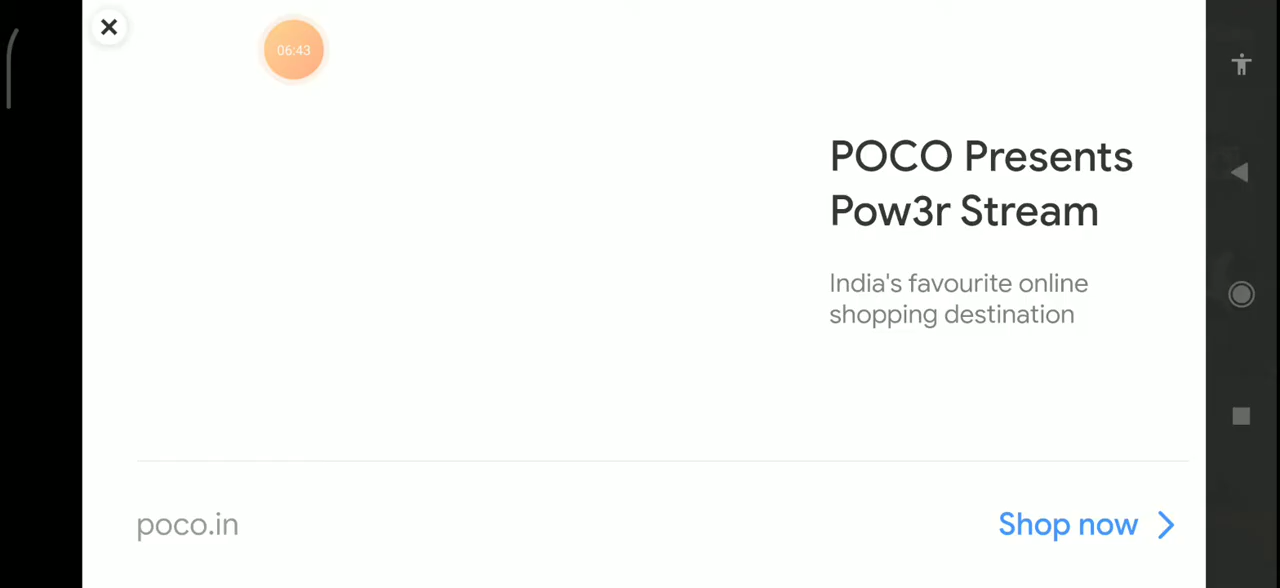 06:43
POCO Presents
Pow3r Stream
India's favourite online
shopping destination
poco.in
Shop now